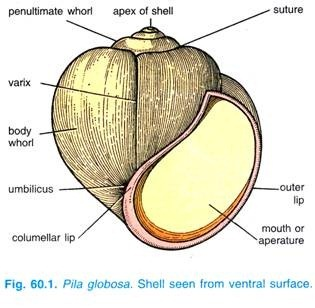 penultimate whorl
apex of shell
suture
varix
body
whorl
umbilicus
columellar lip
outer
lip
mouth or
aperature
Fig. 60.1. Pila globosa. Shell seen from ventral surface.